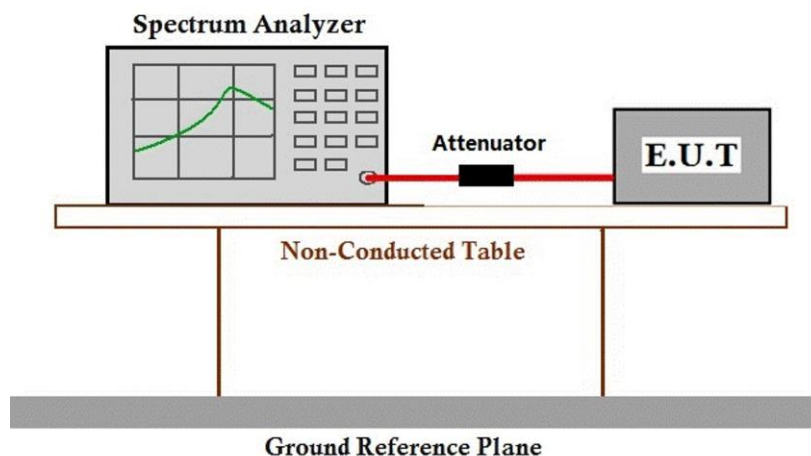 Spectrum Analyzer
Attenuator
E.U.T
Non-Conducted Table
Ground Reference Plane